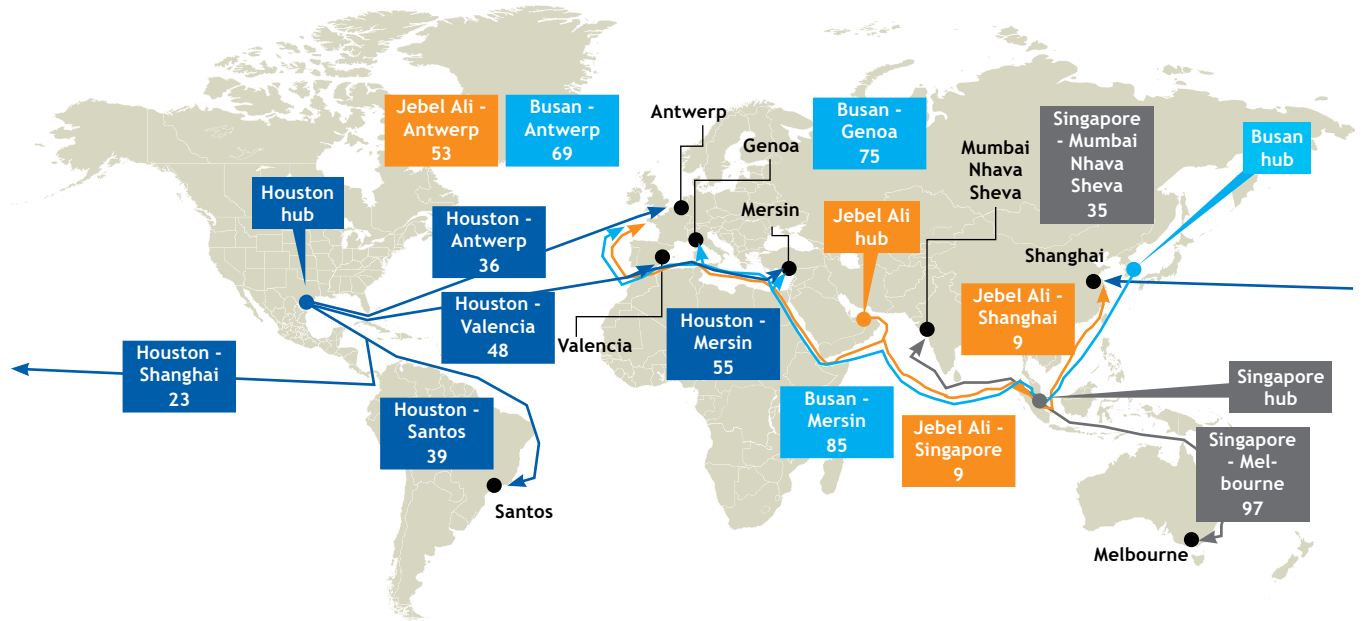 Jebel Ali -
Antwerp
53
Busan -
Antwerp
69
Antwerp
Genoa
Busan -
Genoa
75
Mumbai
Nhava
Sheva
Singapore
- Mumbai
Nhava
Sheva
35
Busan
hub
Houston
hub
Houston -
Antwerp
36
Mersin
Jebel Ali
hub
Shanghai
Houston -
Valencia
48
Valencia
Houston -
Mersin
55
Jebel Ali -
Shanghai
9
Houston -
Shanghai
23
Houston -
Santos
39
Busan -
Mersin
85
Jebel Ali -
Singapore
9
Singapore
hub
Singapore
- Mel-
bourne
97
Santos
Melbourne